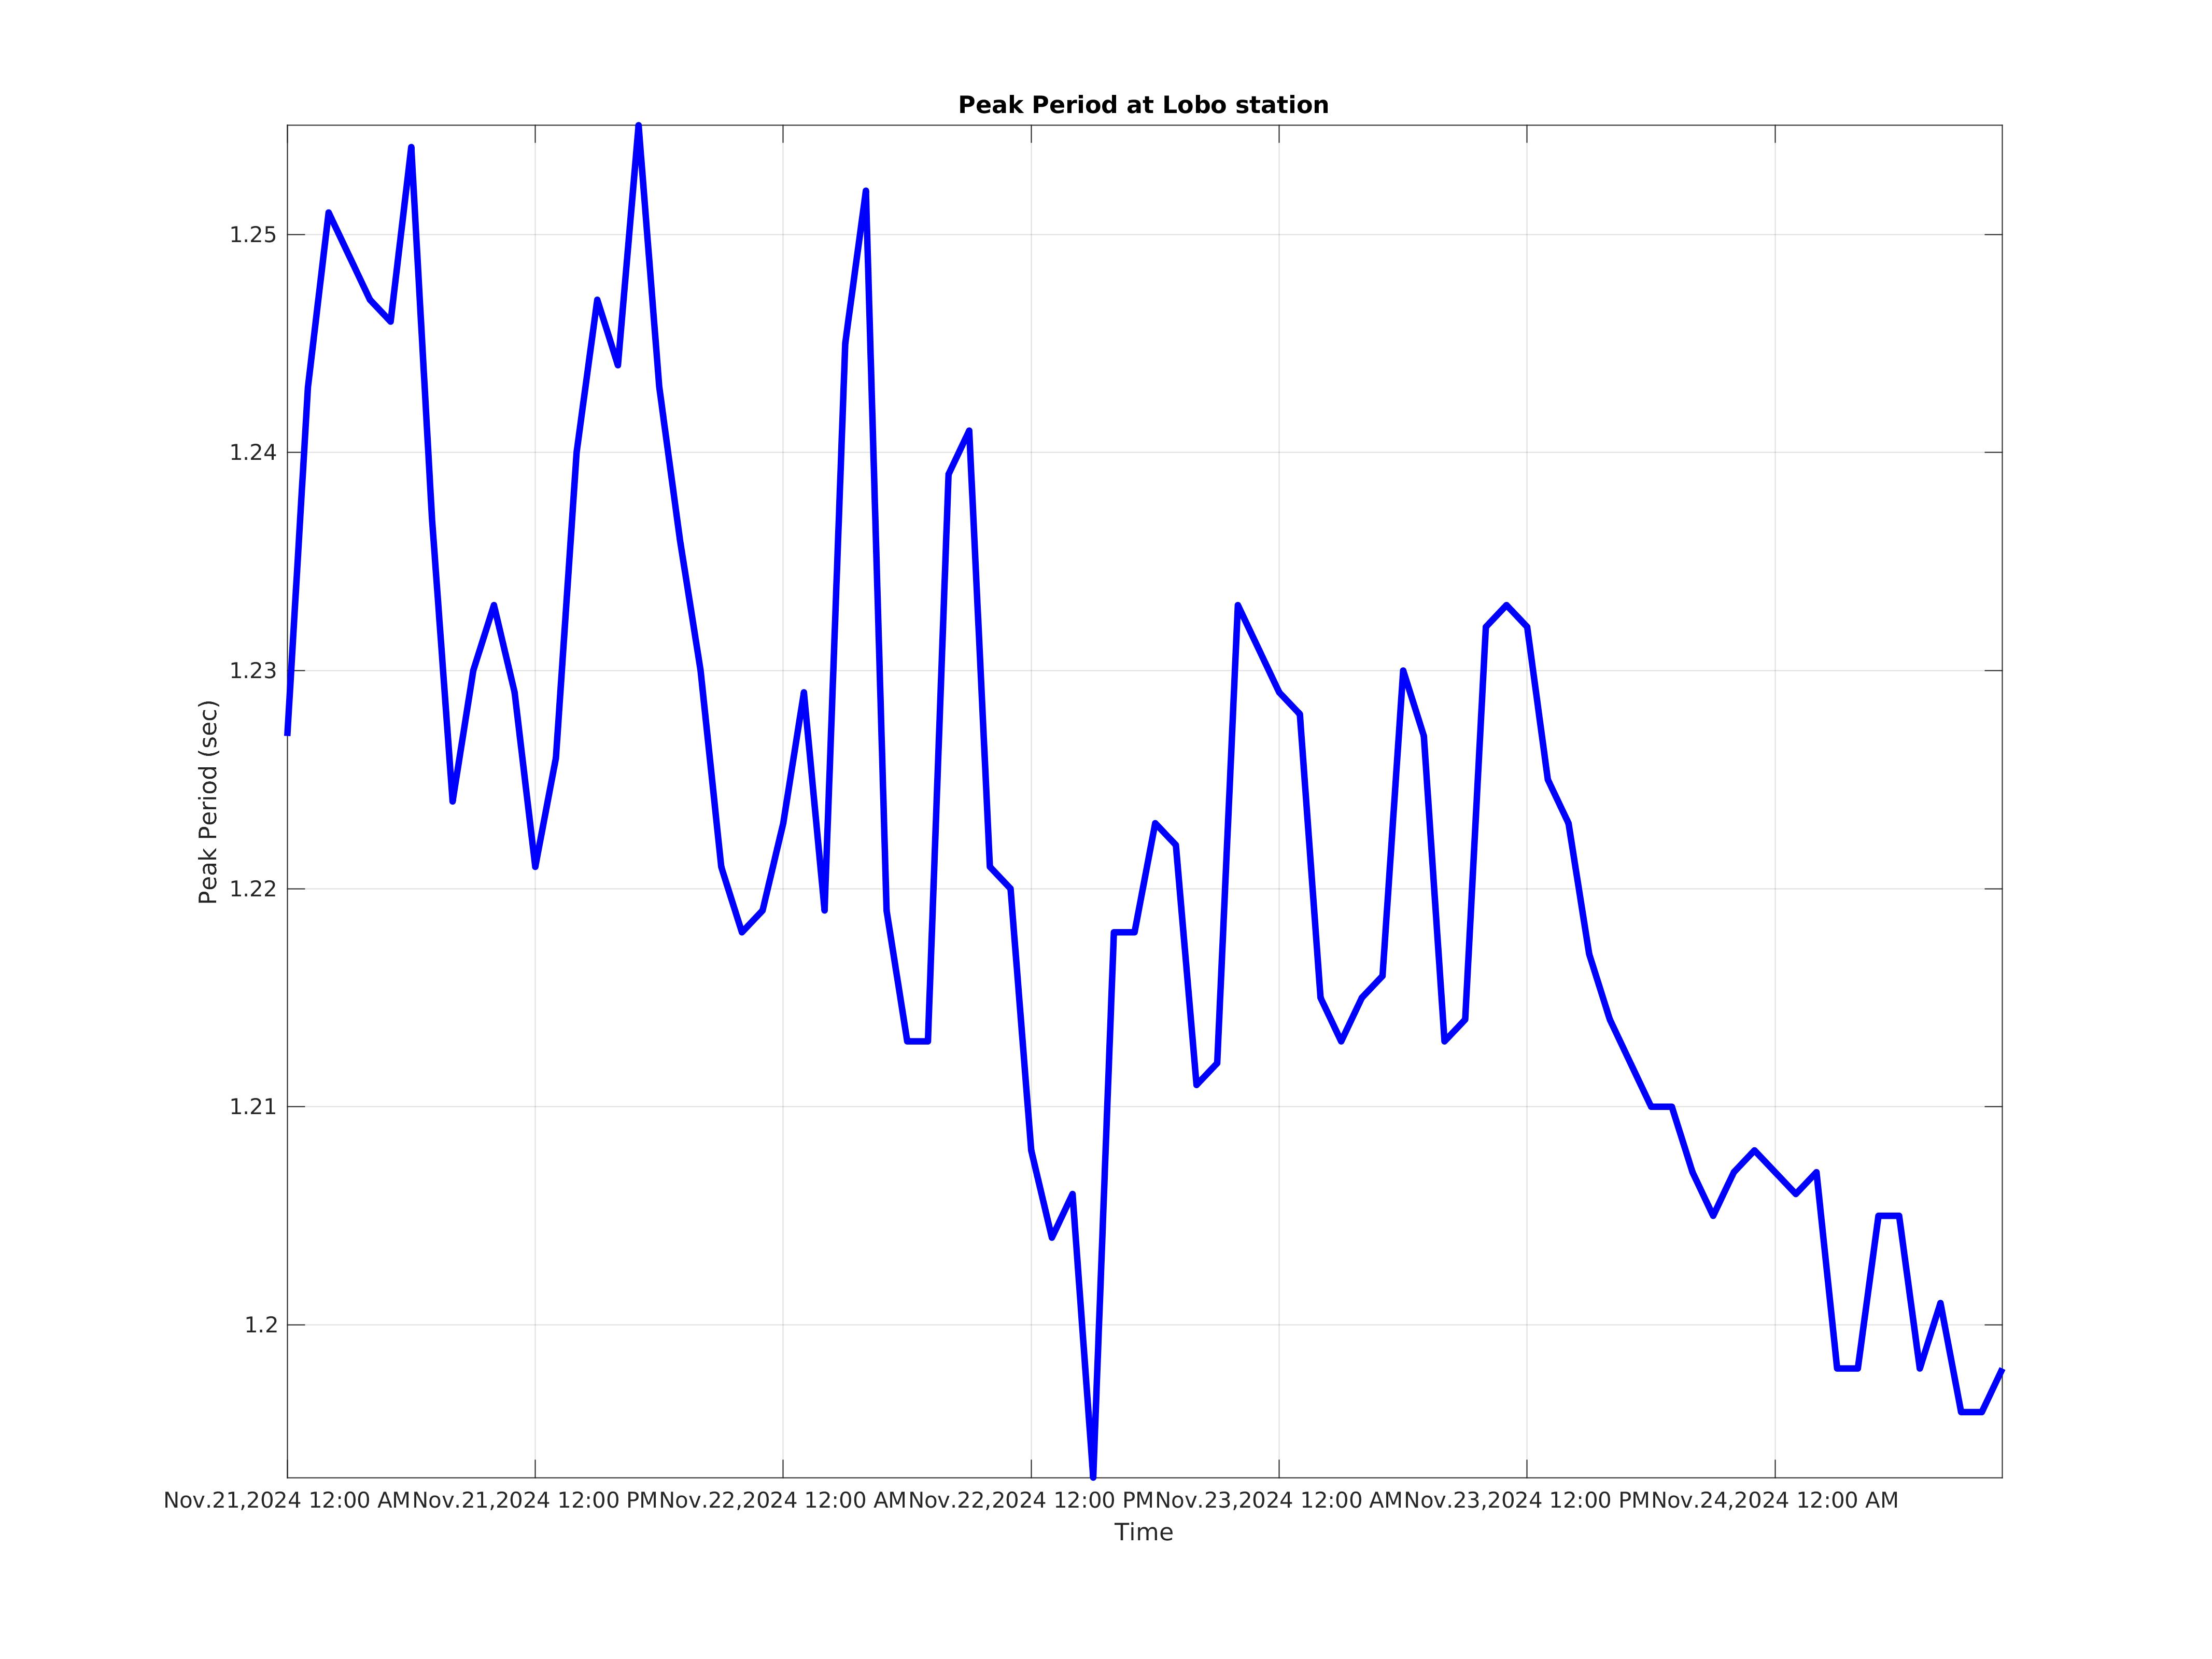 Peak Period at Lobo station
1.25
1.24
1.23
1.22
1.21
1.2
Peak Period (sec)
Nov.21,2024 12:00 AM Nov.21,2024 12:00 PM Nov.22,2024 12:00 AM Nov.22,2024 12:00 PM Nov.23,2024 12:00 AM Nov.23,2024 12:00 PM Nov.24,2024 12:00 AM
Time